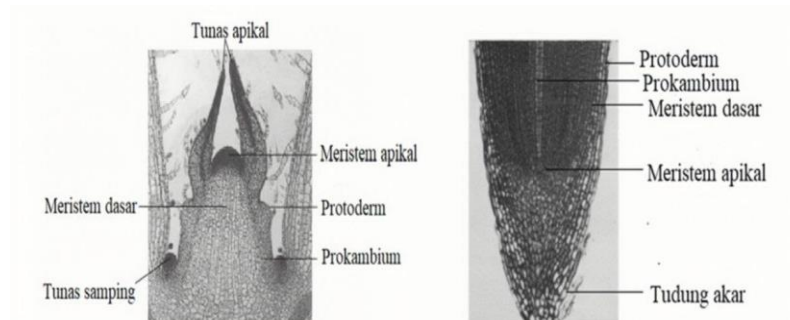 Tunas apikal
Meristem apikal
Meristem dasar
Protoderm
Prokambium
Tunas samping
Protoderm
Prokambium
Meristem dasar
Meristem apikal
Tudung akar